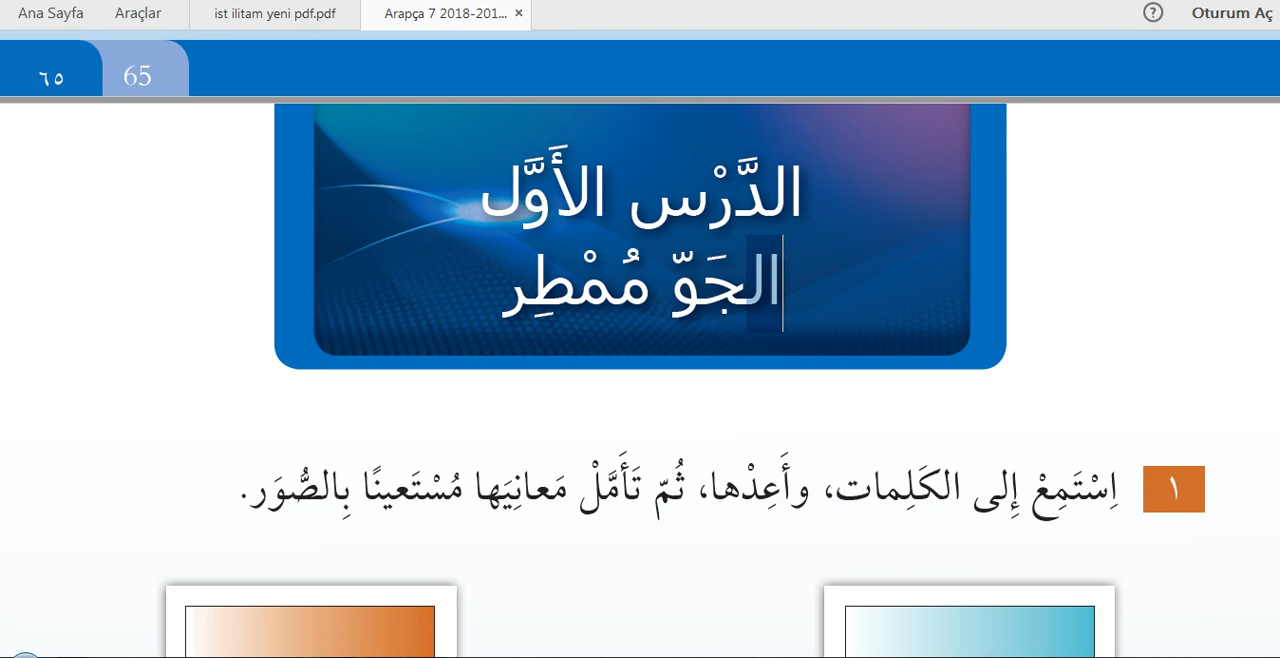 Ana Sayfa Araçlar ist ilitam yeni pdf.pdf Arapça 7 2018-201... × ? Oturum Aç
٦٥ 65
الدَّرْس الأَوَّل
الجَوّ مُمْطِر
١ اِسْتَمِعْ إِلى الكَلِمات، وأَعِدْها، ثُمّ تَأَمَّلْ مَعانِيَها مُسْتَعينًا بِالصُّوَر.